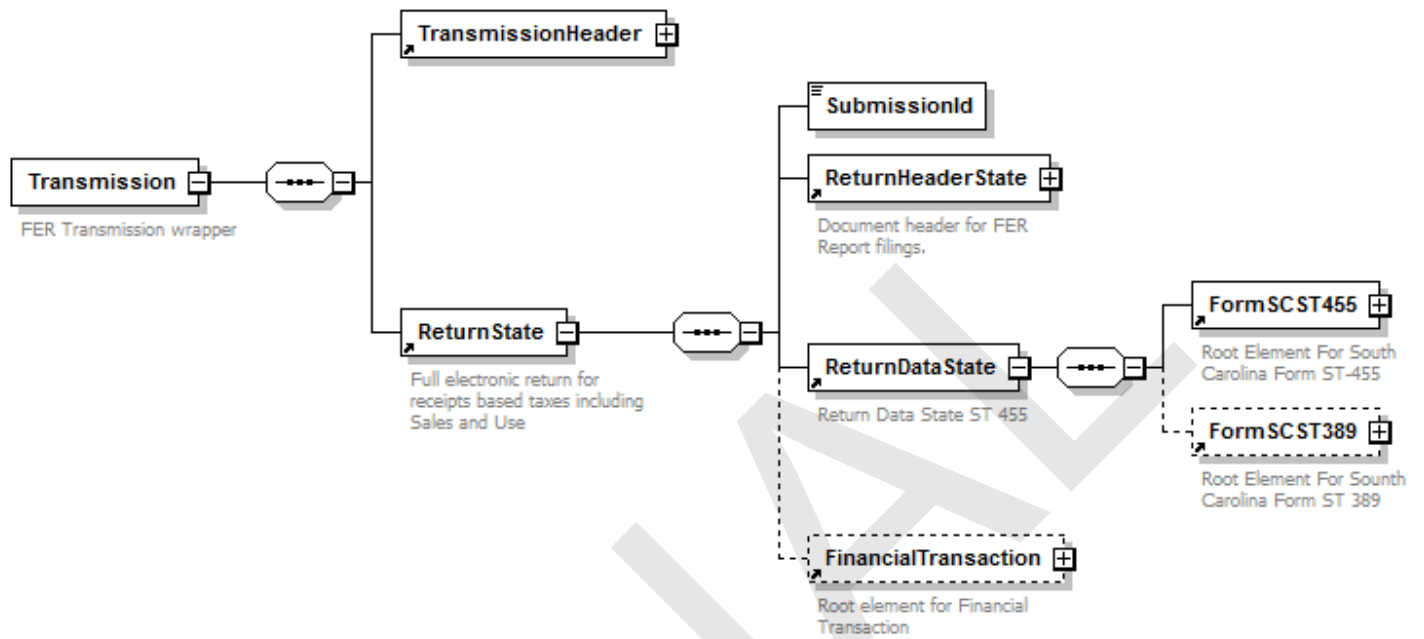 TransmissionHeader
Transmission
FER Transmission wrapper
ReturnState
Full electronic return for
receipts based taxes including
Sales and Use
SubmissionId
ReturnHeaderState
Document header for FER
Report filings.
ReturnDataState
Return Data State ST 455
FormSCST455
Root Element For South
Carolina Form ST-455
FormSCST389
Root Element For Sounth
Carolina Form ST 389
FinancialTransaction
Root element for Financial
Transaction